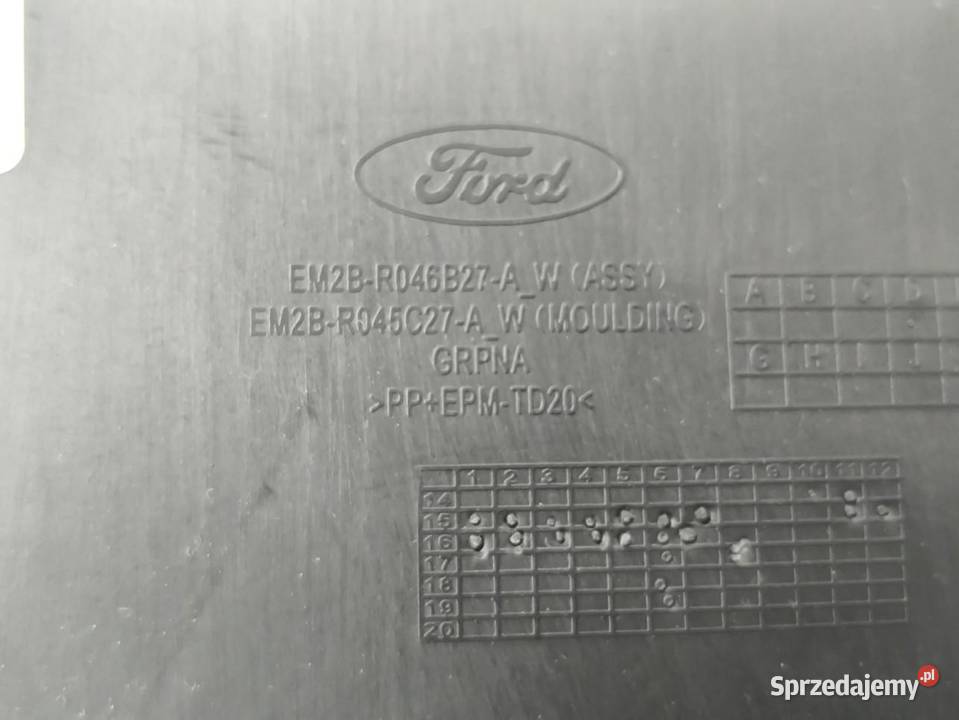 Ford
EM2B-R046B27-A_W (ASSY)
EM2B-R045C27-A_W (MOULDING)
GRPNA
>PP+EPM-TD20<
A B C D
G H I J
1 2 3 4 5 6 7 8 9 10 11 12
14
15
16
17
18
19
20
Sprzedajemy.pl